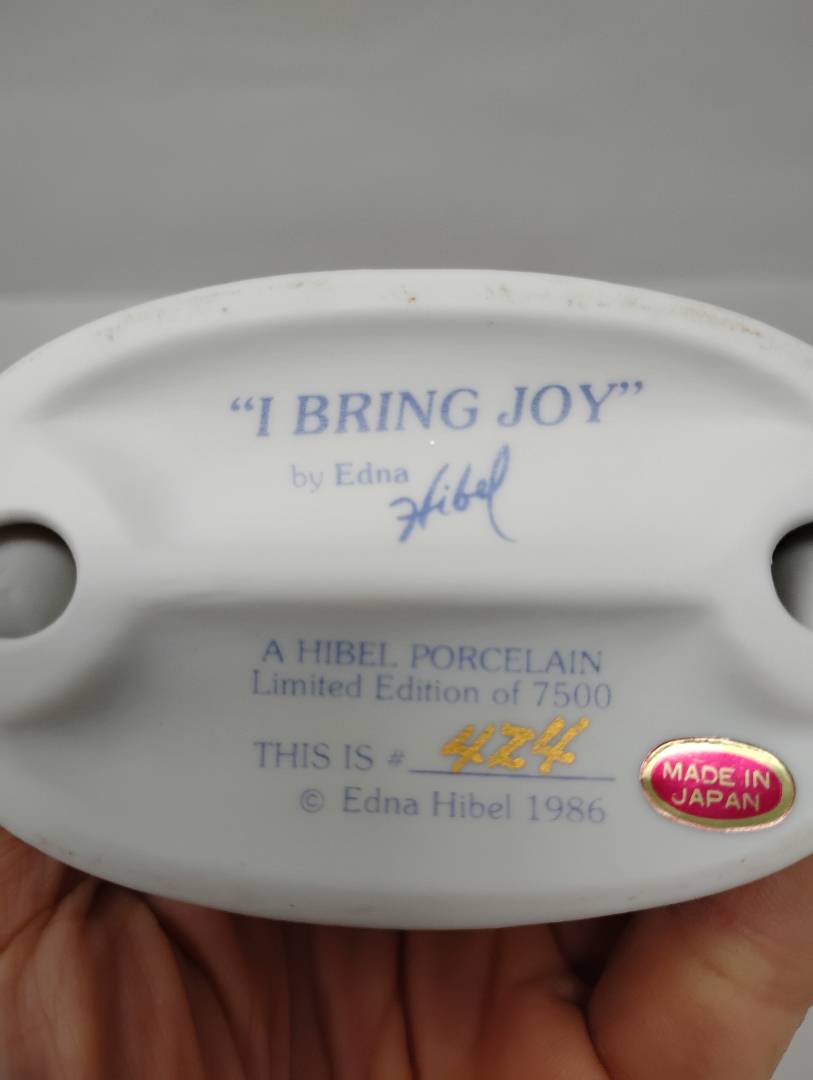 “I BRING JOY”
by Edna Hibel
A HIBEL PORCELAIN
Limited Edition of 7500
THIS IS # 424
© Edna Hibel 1986
MADE IN
JAPAN